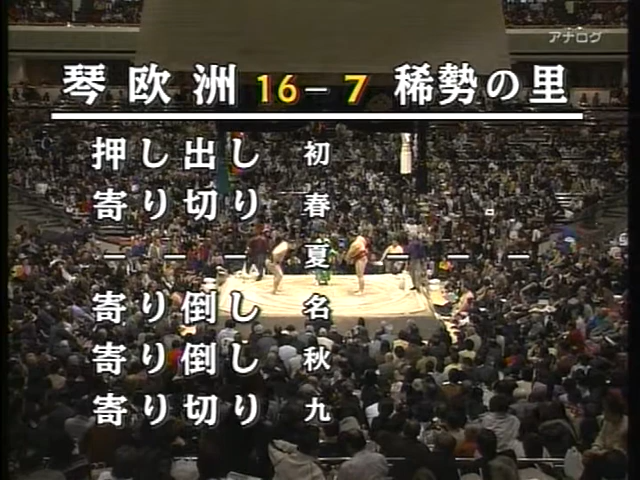 アナログ
琴欧洲 16－7 稀勢の里
押し出し 初
寄り切り 春
－－－ 夏 －－－
寄り倒し 名
寄り倒し 秋
寄り切り 九